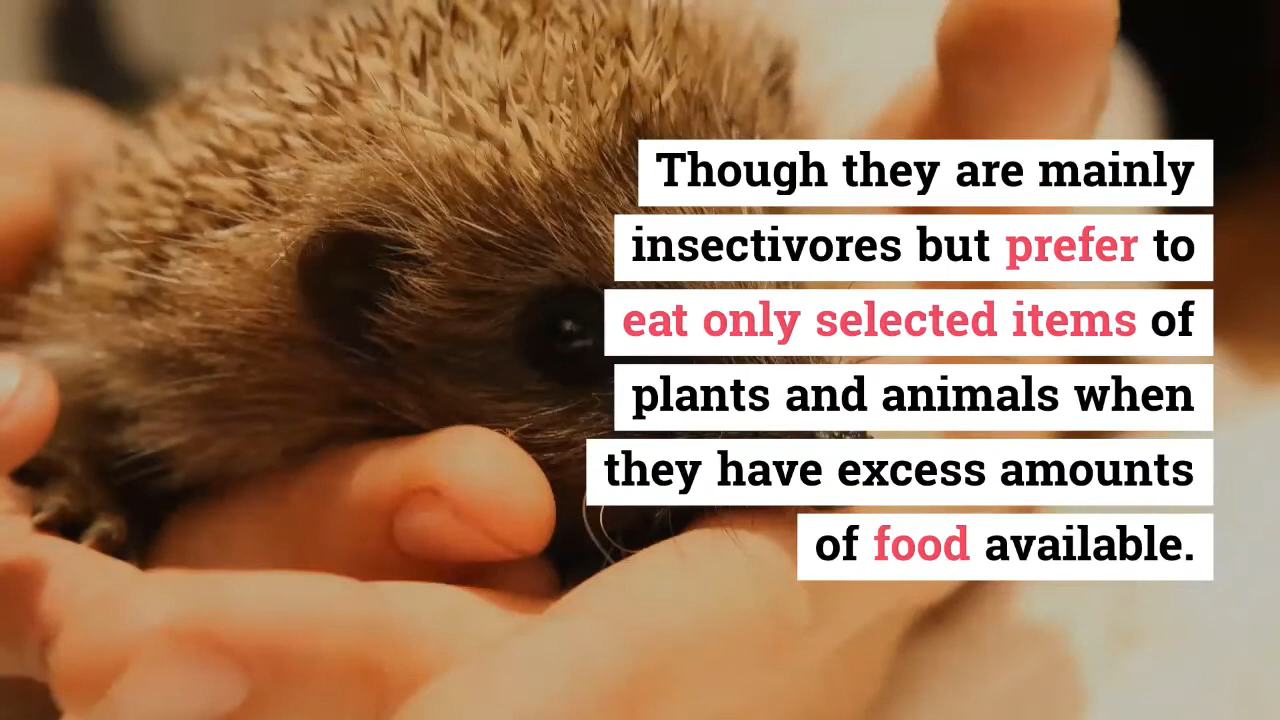 Though they are mainly
insectivores but prefer to
eat only selected items of
plants and animals when
they have excess amounts
of food available.